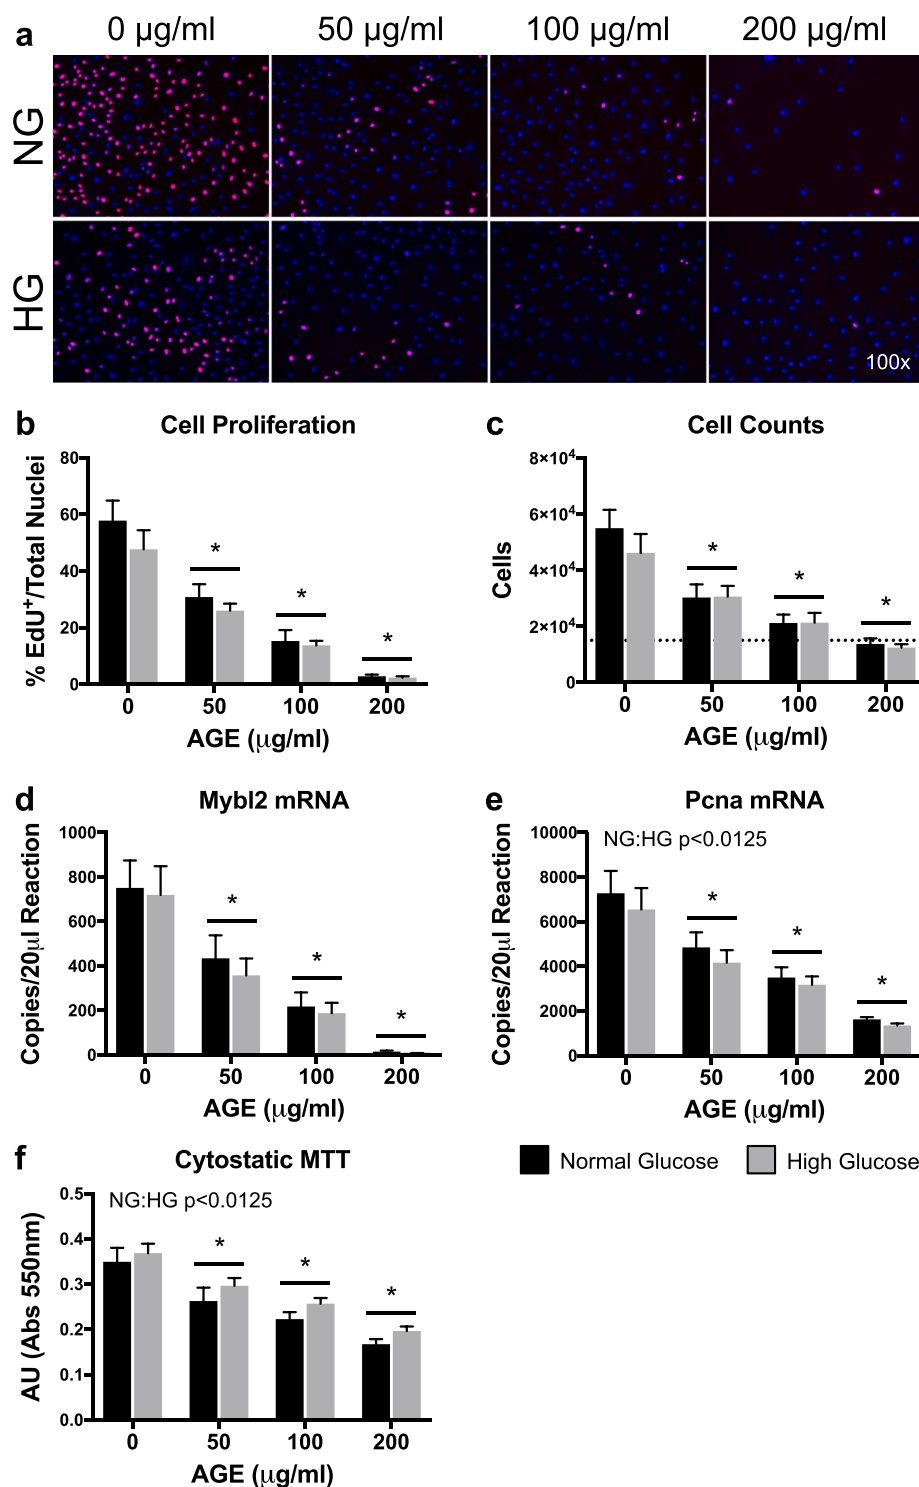 a 0 µg/ml 50 µg/ml 100 µg/ml 200 µg/ml
NG
HG
100x
b Cell Proliferation
% EdU⁺/Total Nuclei
80
60
40
20
0
*
*
*
0 50 100 200
AGE (µg/ml)
c Cell Counts
Cells
8×10⁴
6×10⁴
4×10⁴
2×10⁴
0
*
*
*
0 50 100 200
AGE (µg/ml)
d Mybl2 mRNA
Copies/20µl Reaction
1000
800
600
400
200
0
*
*
*
0 50 100 200
AGE (µg/ml)
e Pcna mRNA
NG:HG p<0.0125
Copies/20µl Reaction
10000
8000
6000
4000
2000
0
*
*
*
0 50 100 200
AGE (µg/ml)
f Cytostatic MTT
NG:HG p<0.0125
AU (Abs 550nm)
0.5
0.4
0.3
0.2
0.1
0.0
*
*
*
0 50 100 200
AGE (µg/ml)
Normal Glucose High Glucose